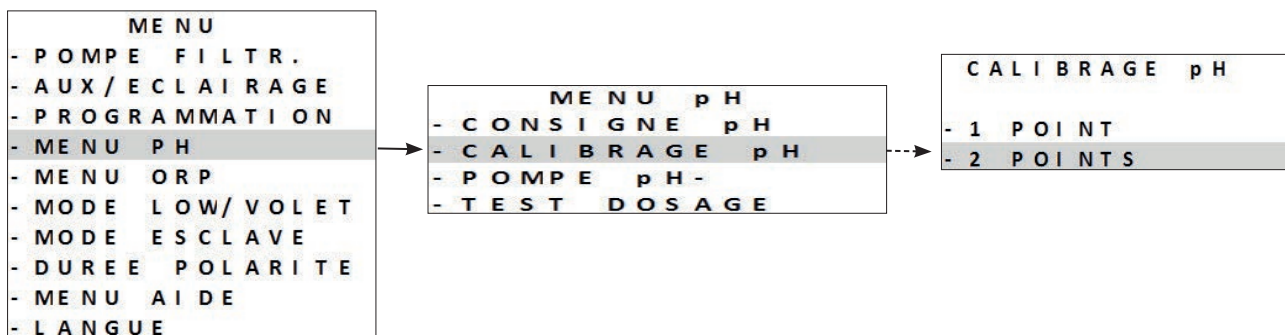 MENU
- POMPE FILTR.
- AUX/ECLAIRAGE
- PROGRAMMATION
- MENU PH
- MENU ORP
- MODE LOW/VOLET
- MODE ESCLAVE
- DUREE POLARITE
- MENU AIDE
- LANGUE
MENU pH
- CONSIGNE pH
- CALIBRAGE pH
- POMPE pH-
- TEST DOSAGE
CALIBRAGE pH
- 1 POINT
- 2 POINTS